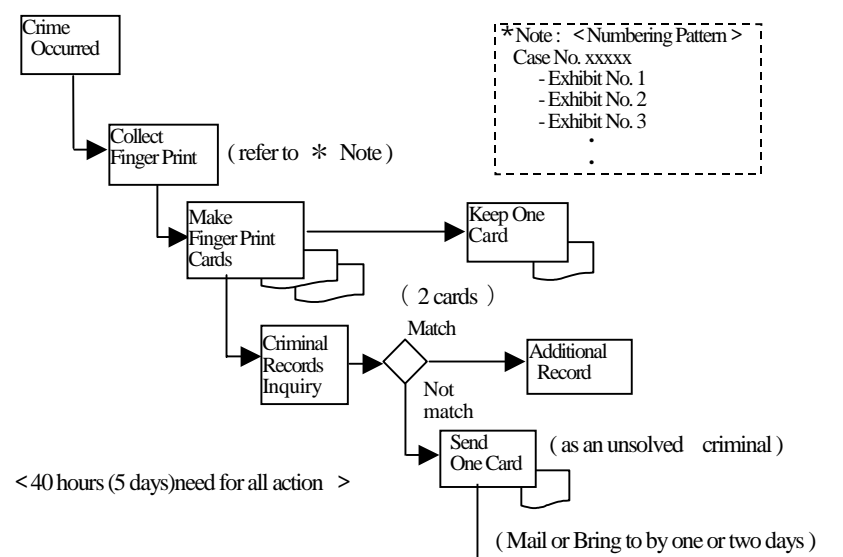 Crime
Occurred
*Note : <Numbering Pattern >
Case No. xxxxx
- Exhibit No. 1
- Exhibit No. 2
- Exhibit No. 3
.
.
Collect
Finger Print
( refer to * Note )
Make
Finger Print
Cards
Keep One
Card
( 2 cards )
Criminal
Records
Inquiry
Match
Additional
Record
Not
match
Send
One Card
( as an unsolved criminal )
< 40 hours (5 days)need for all action >
( Mail or Bring to by one or two days )